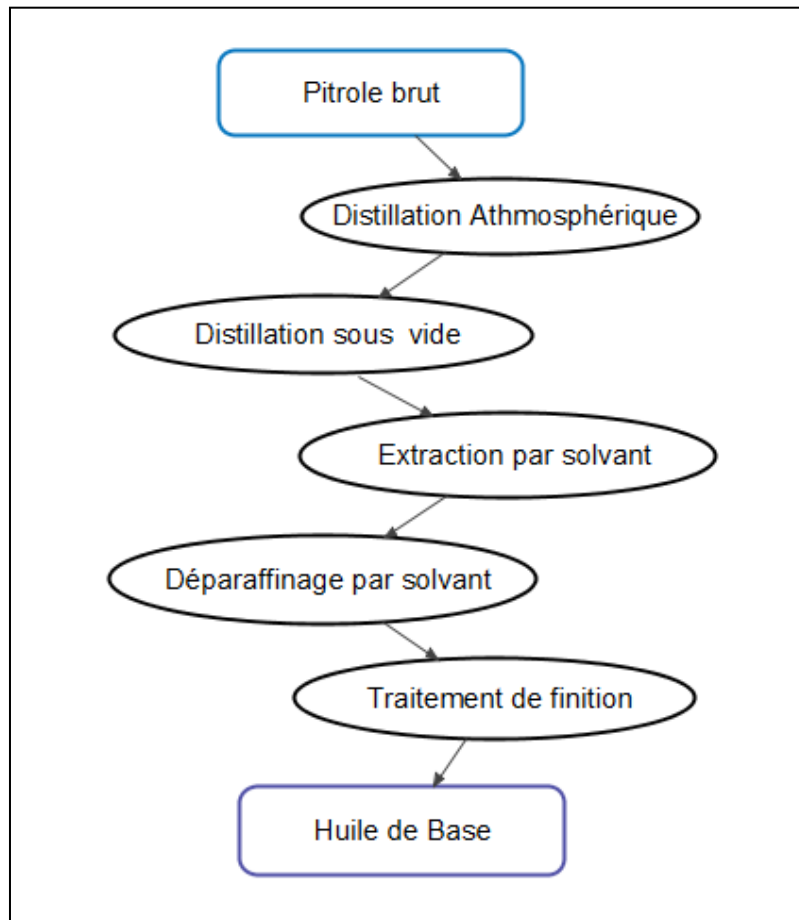 Pitrole brut
Distillation Athmosphérique
Distillation sous vide
Extraction par solvant
Déparaffinage par solvant
Traitement de finition
Huile de Base